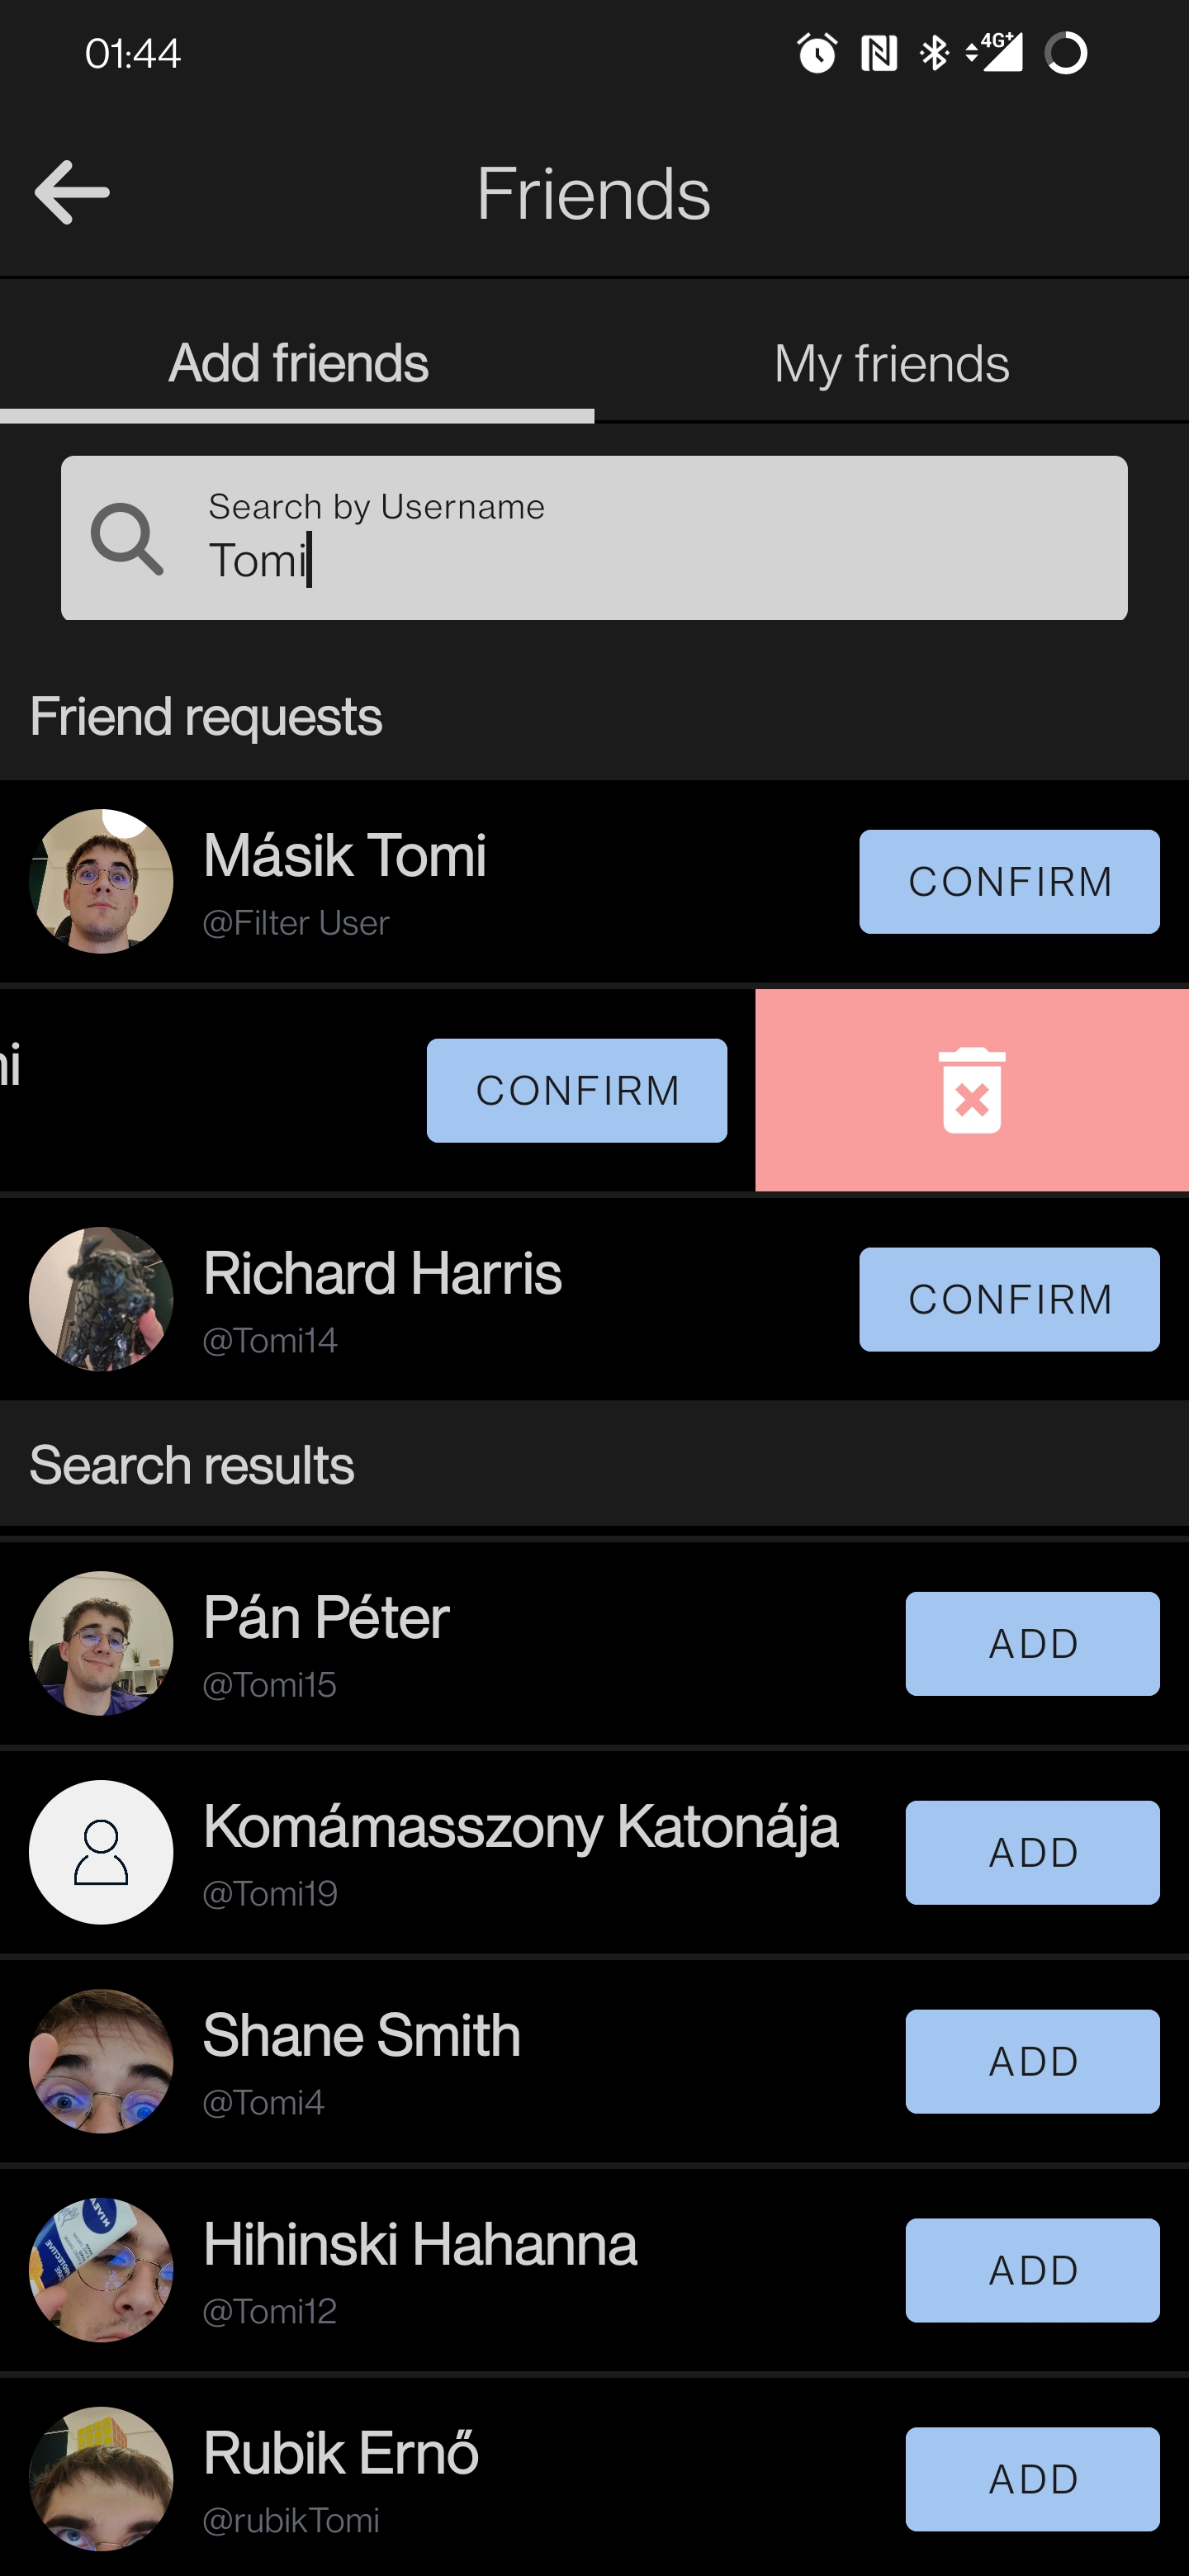 01:44
4G+
Friends
Add friends
My friends
Search by Username
Tomi
Friend requests
Másik Tomi
@Filter User
CONFIRM
ni
CONFIRM
Richard Harris
@Tomi14
CONFIRM
Search results
Pán Péter
@Tomi15
ADD
Komámasszony Katonája
@Tomi19
ADD
Shane Smith
@Tomi4
ADD
NIVEA
Hihinski Hahanna
@Tomi12
ADD
Rubik Ernő
@rubikTomi
ADD